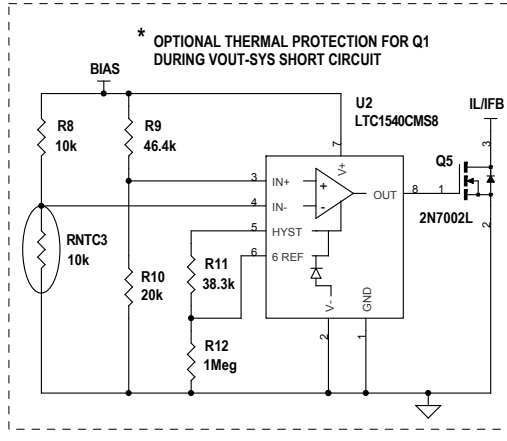 * OPTIONAL THERMAL PROTECTION FOR Q1
DURING VOUT-SYS SHORT CIRCUIT
BIAS
U2
LTC1540CMS8
IL/IFB
R8
10k
R9
46.4k
7
V+
3
Q5
3
IN+
+
OUT
8
1
4
IN-
-
5
HYST
2N7002L
2
RNTC3
10k
6
6 REF
R11
38.3k
R10
20k
V-
GND
2
1
R12
1Meg